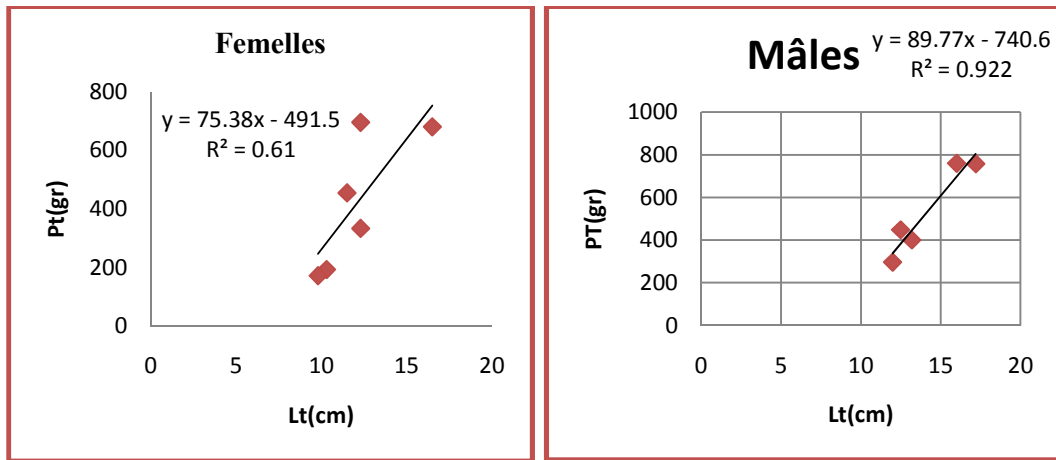 Femelles
y = 75.38x - 491.5
R² = 0.61
800
600
400
200
0
0 5 10 15 20
Pt(gr)
Lt(cm)
Mâles
y = 89.77x - 740.6
R² = 0.922
1000
800
600
400
200
0
0 5 10 15 20
PT(gr)
Lt(cm)